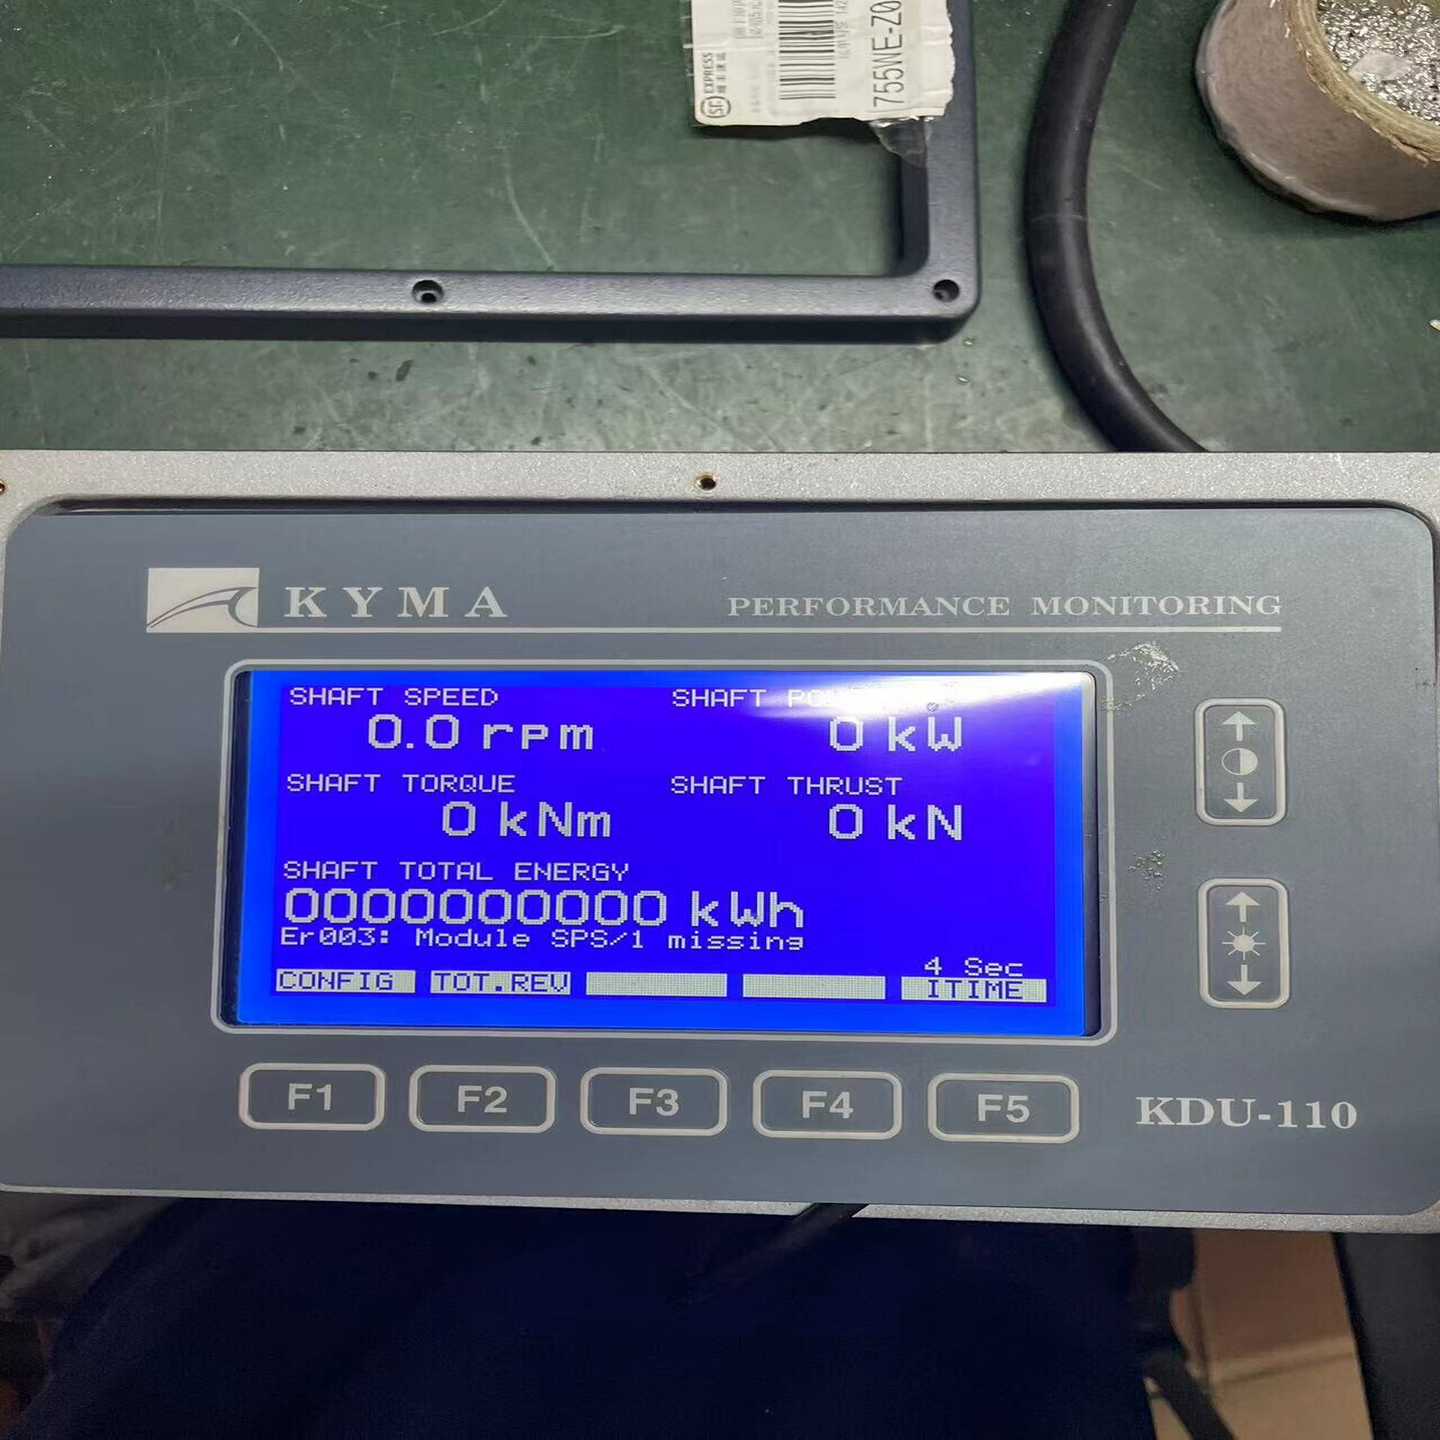 SF EXPRESS
755WE-Z0
KYMA
PERFORMANCE MONITORING
SHAFT SPEED
0.0 rpm
SHAFT
0 kW
SHAFT TORQUE
0 kNm
SHAFT THRUST
0 kN
SHAFT TOTAL ENERGY
0000000000 kWh
Er003: Module SPS/1 missing
4 Sec
CONFIG TOT.REV ITIME
F1 F2 F3 F4 F5
KDU-110